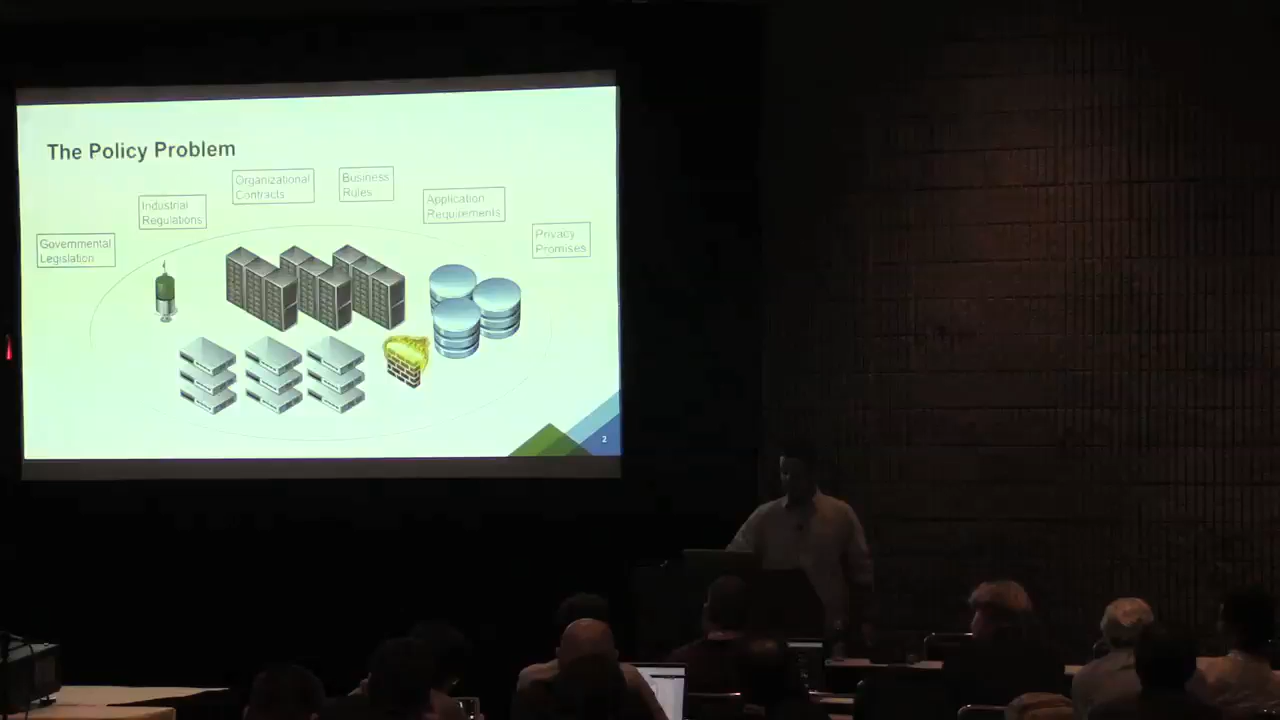 The Policy Problem
Organizational
Contracts
Business
Rules
Industrial
Regulations
Application
Requirements
Governmental
Legislation
Privacy
Promises
2